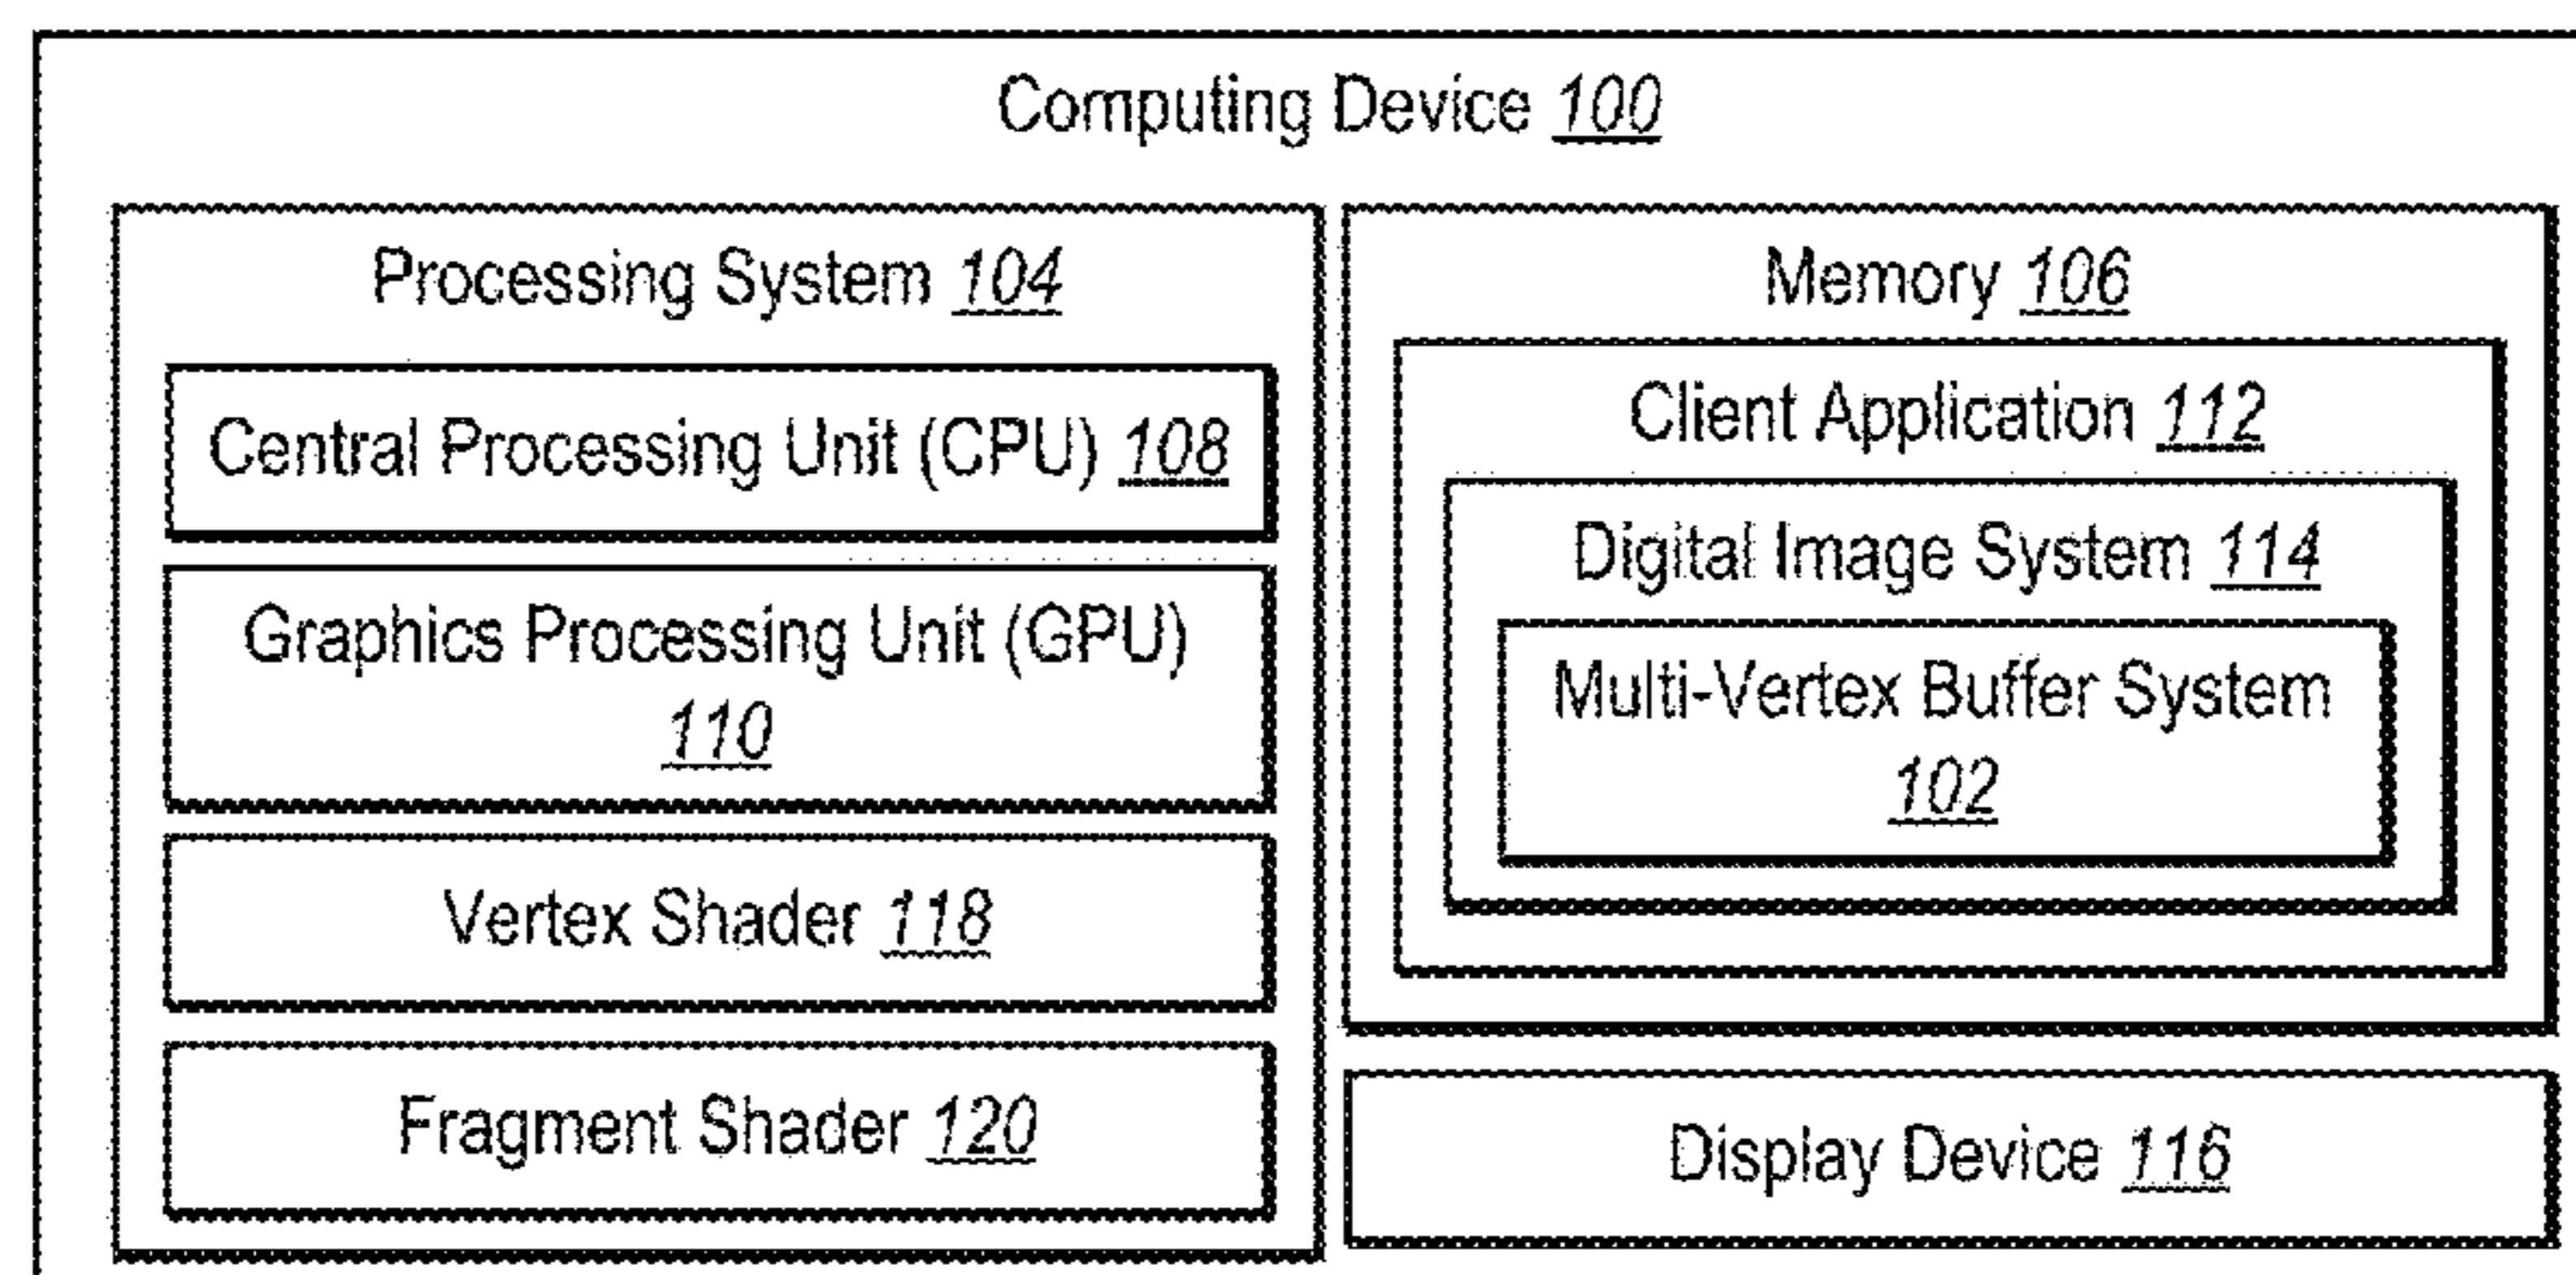 Computing Device 100
Processing System 104
Central Processing Unit (CPU) 108
Graphics Processing Unit (GPU)
110
Vertex Shader 118
Fragment Shader 120
Memory 106
Client Application 112
Digital Image System 114
Multi-Vertex Buffer System
102
Display Device 116